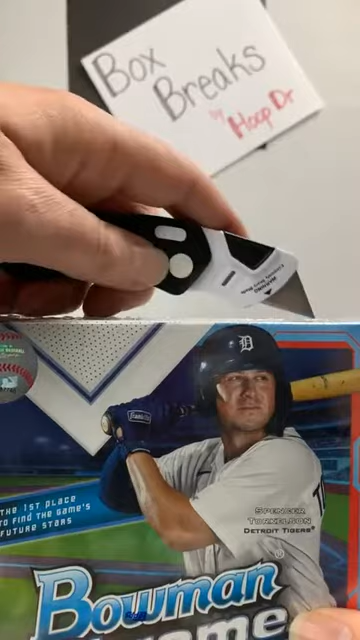 Box
Breaks
by
Hoop Dr
WARNING
D
THE 1ST PLACE
TO FIND THE GAME'S
FUTURE STARS
SPENCER
TORKELSON
DETROIT TIGERS®
Bowman®